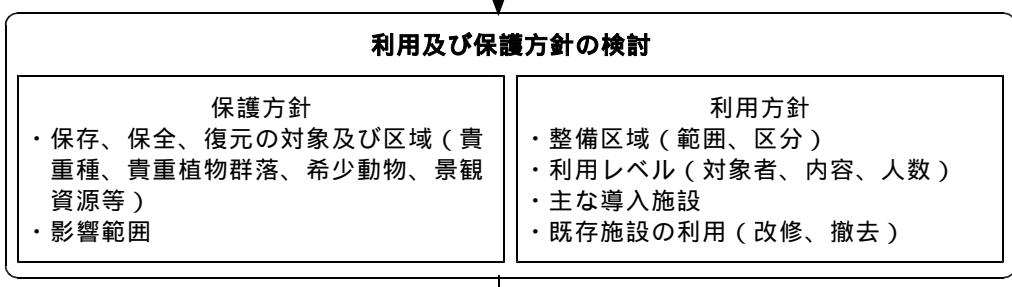 利用及び保護方針の検討
保護方針
・保存、保全、復元の対象及び区域（貴
重種、貴重植物群落、希少動物、景観
資源等）
・影響範囲
利用方針
・整備区域（範囲、区分）
・利用レベル（対象者、内容、人数）
・主な導入施設
・既存施設の利用（改修、撤去）